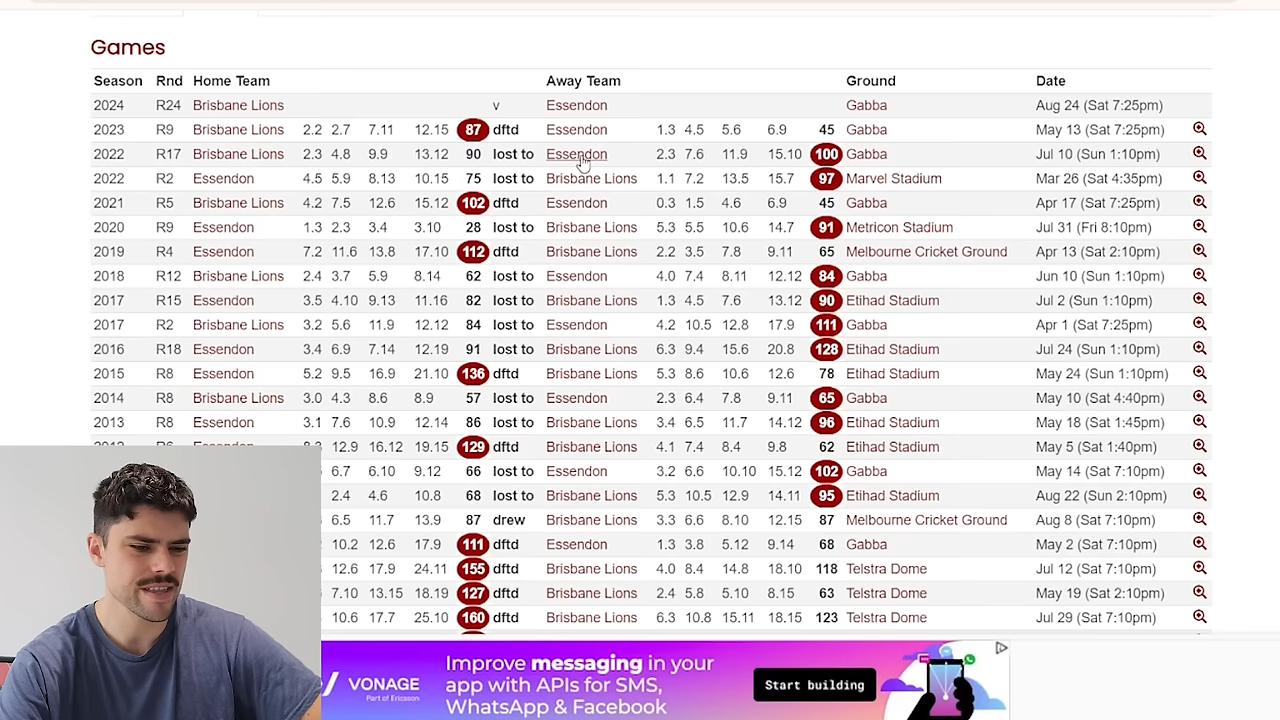 Games
Season Rnd Home Team Away Team Ground Date
2024 R24 Brisbane Lions v Essendon Gabba Aug 24 (Sat 7:25pm)
2023 R9 Brisbane Lions 2.2 2.7 7.11 12.15 87 dftd Essendon 1.3 4.5 5.6 6.9 45 Gabba May 13 (Sat 7:25pm)
2022 R17 Brisbane Lions 2.3 4.8 9.9 13.12 90 lost to Essendon 2.3 7.6 11.9 15.10 100 Gabba Jul 10 (Sun 1:10pm)
2022 R2 Essendon 4.5 5.9 8.13 10.15 75 lost to Brisbane Lions 1.1 7.2 13.5 15.7 97 Marvel Stadium Mar 26 (Sat 4:35pm)
2021 R5 Brisbane Lions 4.2 7.5 12.6 15.12 102 dftd Essendon 0.3 1.5 4.6 6.9 45 Gabba Apr 17 (Sat 7:25pm)
2020 R9 Essendon 1.3 2.3 3.4 3.10 28 lost to Brisbane Lions 5.3 5.5 10.6 14.7 91 Metricon Stadium Jul 31 (Fri 8:10pm)
2019 R4 Essendon 7.2 11.6 13.8 17.10 112 dftd Brisbane Lions 2.2 3.5 7.8 9.11 65 Melbourne Cricket Ground Apr 13 (Sat 2:10pm)
2018 R12 Brisbane Lions 2.4 3.7 5.9 8.14 62 lost to Essendon 4.0 7.4 8.11 12.12 84 Gabba Jun 10 (Sun 1:10pm)
2017 R15 Essendon 3.5 4.10 9.13 11.16 82 lost to Brisbane Lions 1.3 4.5 7.6 13.12 90 Etihad Stadium Jul 2 (Sun 1:10pm)
2017 R2 Brisbane Lions 3.2 5.6 11.9 12.12 84 lost to Essendon 4.2 10.5 12.8 17.9 111 Gabba Apr 1 (Sat 7:25pm)
2016 R18 Essendon 3.4 6.9 7.14 12.19 91 lost to Brisbane Lions 6.3 9.4 15.6 20.8 128 Etihad Stadium Jul 24 (Sun 1:10pm)
2015 R8 Essendon 5.2 9.5 16.9 21.10 136 dftd Brisbane Lions 5.3 8.6 10.6 12.6 78 Etihad Stadium May 24 (Sun 1:10pm)
2014 R8 Brisbane Lions 3.0 4.3 8.6 8.9 57 lost to Essendon 2.3 6.4 7.8 9.11 65 Gabba May 10 (Sat 4:40pm)
2013 R8 Essendon 3.1 7.6 10.9 12.14 86 lost to Brisbane Lions 3.4 6.5 11.7 14.12 96 Etihad Stadium May 18 (Sat 1:45pm)
12.9 16.12 19.15 129 dftd Brisbane Lions 4.1 7.4 8.4 9.8 62 Etihad Stadium May 5 (Sat 1:40pm)
6.7 6.10 9.12 66 lost to Essendon 3.2 6.6 10.10 15.12 102 Gabba May 14 (Sat 7:10pm)
2.4 4.6 10.8 68 lost to Brisbane Lions 5.3 10.5 12.9 14.11 95 Etihad Stadium Aug 22 (Sun 2:10pm)
6.5 11.7 13.9 87 drew Brisbane Lions 3.3 6.6 8.10 12.15 87 Melbourne Cricket Ground Aug 8 (Sat 7:10pm)
10.2 12.6 17.9 111 dftd Essendon 1.3 3.8 5.12 9.14 68 Gabba May 2 (Sat 7:10pm)
12.6 17.9 24.11 155 dftd Brisbane Lions 4.0 8.4 14.8 18.10 118 Telstra Dome Jul 12 (Sat 7:10pm)
7.10 13.15 18.19 127 dftd Brisbane Lions 2.4 5.8 5.10 8.15 63 Telstra Dome May 19 (Sat 2:10pm)
10.6 17.7 25.10 160 dftd Brisbane Lions 6.3 10.8 15.11 18.15 123 Telstra Dome Jul 29 (Sat 7:10pm)
VONAGE
Part of Ericsson
Improve messaging in your
app with APIs for SMS,
WhatsApp & Facebook
Start building